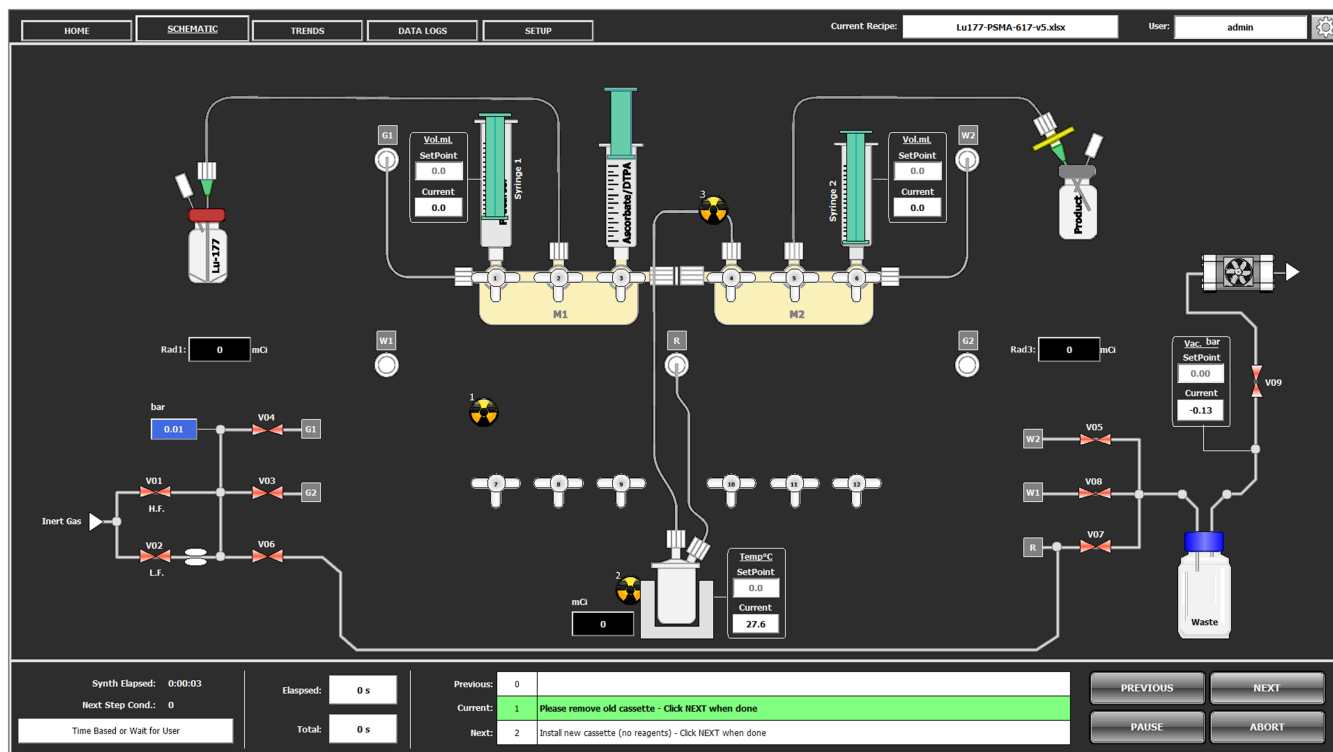 HOME SCHEMATIC TRENDS DATA LOGS SETUP Current Recipe: Lu177-PSMA-617-v5.xlsx User: admin
G1
Vol.mL
SetPoint
0.0
Current
0.0
Syringe 1
Ascorbate/DTPA
3
Syringe 2
Vol.mL
SetPoint
0.0
Current
0.0
W2
Product
Lu-177
1 2 3 4 5 6
M1 M2
W1 R G2
Rad1: 0 mCi
Rad3: 0 mCi
Vac. bar
SetPoint
0.00
Current
-0.13
V09
1
bar
0.01
V04
G1
V01
H.F.
V03
G2
Inert Gas
V02
L.F.
V06
7 8 9 10 11 12
W2
V05
W1
V08
R
V07
2
mCi
0
Temp°C
SetPoint
0.0
Current
27.6
Waste
Synth Elapsed: 0:00:03
Next Step Cond.: 0
Time Based or Wait for User
Elaspsed: 0 s
Total: 0 s
Previous: 0
Current: 1 Please remove old cassette - Click NEXT when done
Next: 2 Install new cassette (no reagents) - Click NEXT when done
PREVIOUS NEXT
PAUSE ABORT